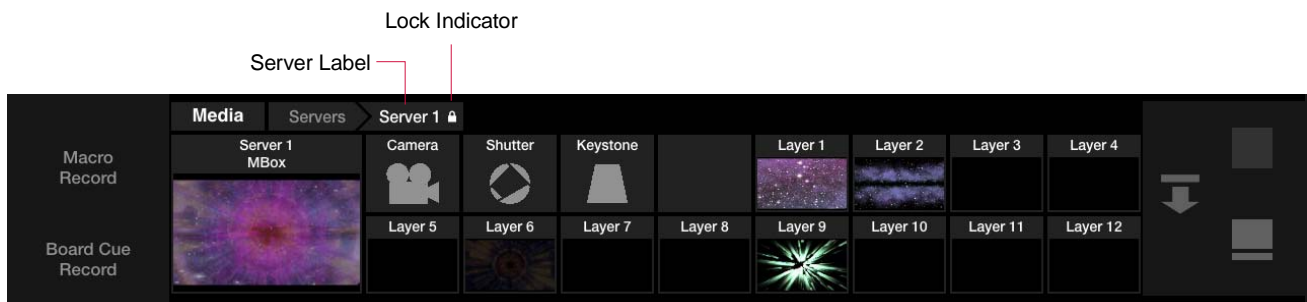 Lock Indicator
Server Label
Media
Servers
Server 1
Macro
Record
Board Cue
Record
Server 1
MBox
Camera
Shutter
Keystone
Layer 1
Layer 2
Layer 3
Layer 4
Layer 5
Layer 6
Layer 7
Layer 8
Layer 9
Layer 10
Layer 11
Layer 12